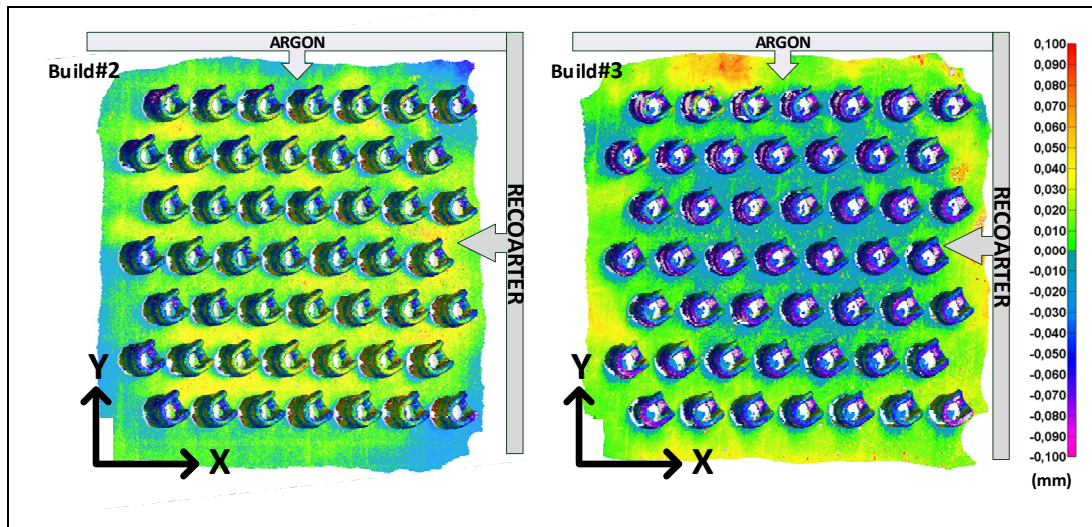 ARGON
Build#2
RECOARTER
Y
X
ARGON
Build#3
RECOARTER
Y
X
0,100
0,090
0,080
0,070
0,060
0,050
0,040
0,030
0,020
0,010
0,000
-0,010
-0,020
-0,030
-0,040
-0,050
-0,060
-0,070
-0,080
-0,090
-0,100
(mm)